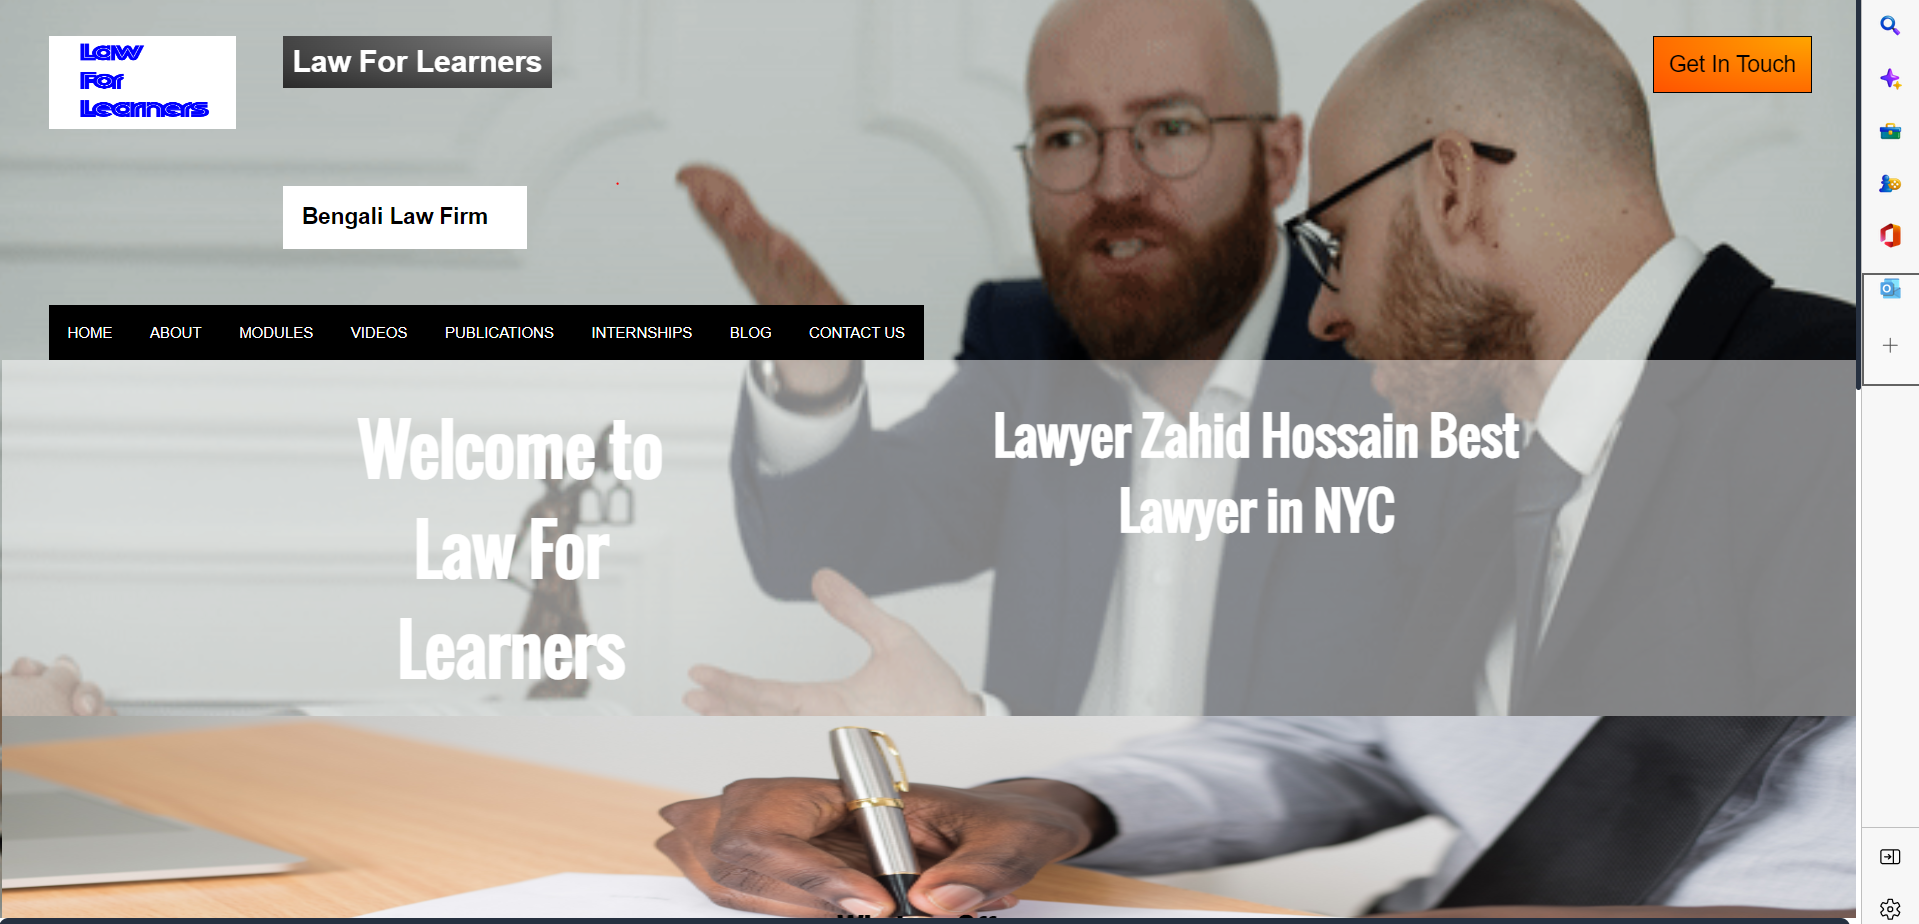 Law
For
Learners
Law For Learners
Get In Touch
Bengali Law Firm
HOME ABOUT MODULES VIDEOS PUBLICATIONS INTERNSHIPS BLOG CONTACT US
Welcome to
Law For
Learners
Lawyer Zahid Hossain Best
Lawyer in NYC